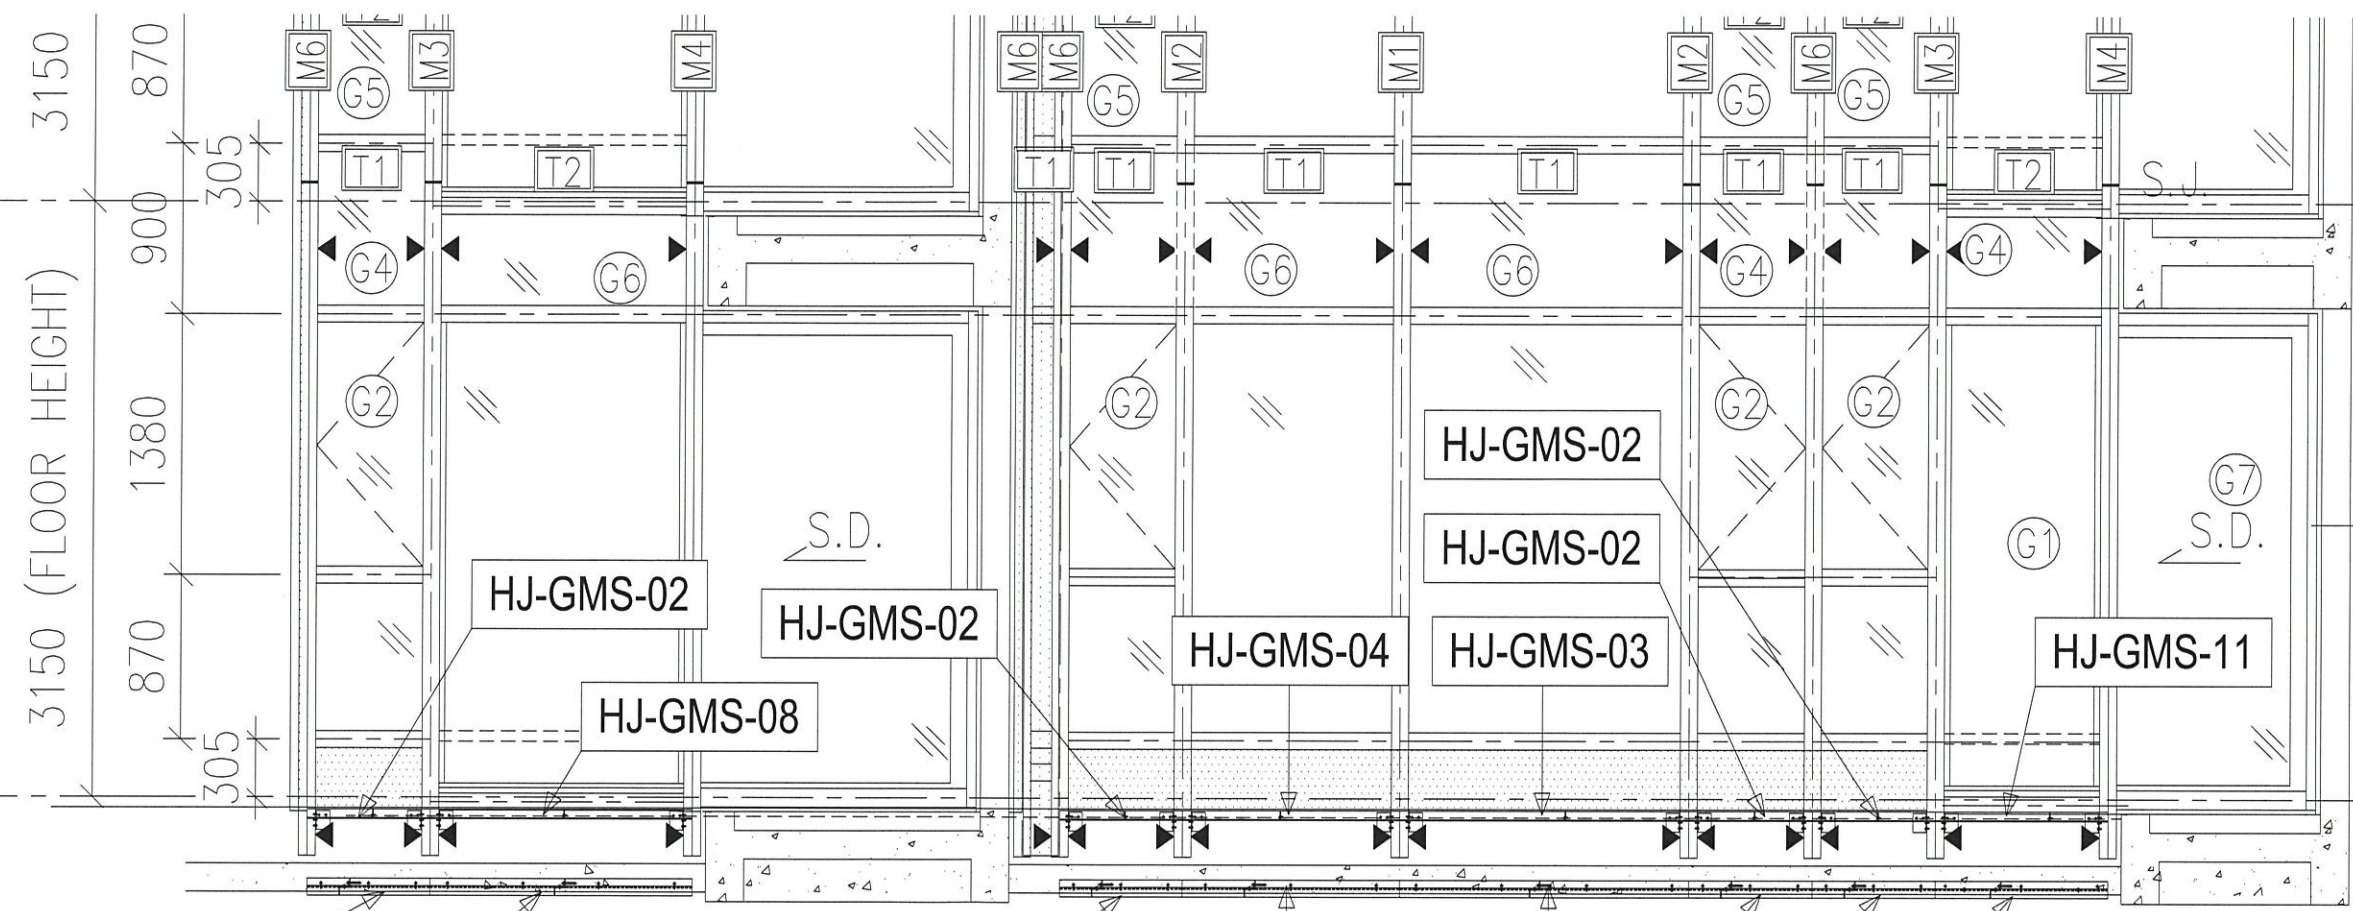 3150
870
M6
M3
M4
M6
M6
M2
M1
M2
M6
M3
M4
G5
G5
G5
G5
305
T1
T2
T1
T1
T1
T1
T1
T1
T2
S.J.
900
G4
G6
G6
G6
G4
G4
3150 (FLOOR HEIGHT)
1380
G2
G2
G2
G2
HJ-GMS-02
G7
S.D.
S.D.
HJ-GMS-02
G1
HJ-GMS-02
HJ-GMS-02
870
HJ-GMS-04
HJ-GMS-03
HJ-GMS-11
HJ-GMS-08
305